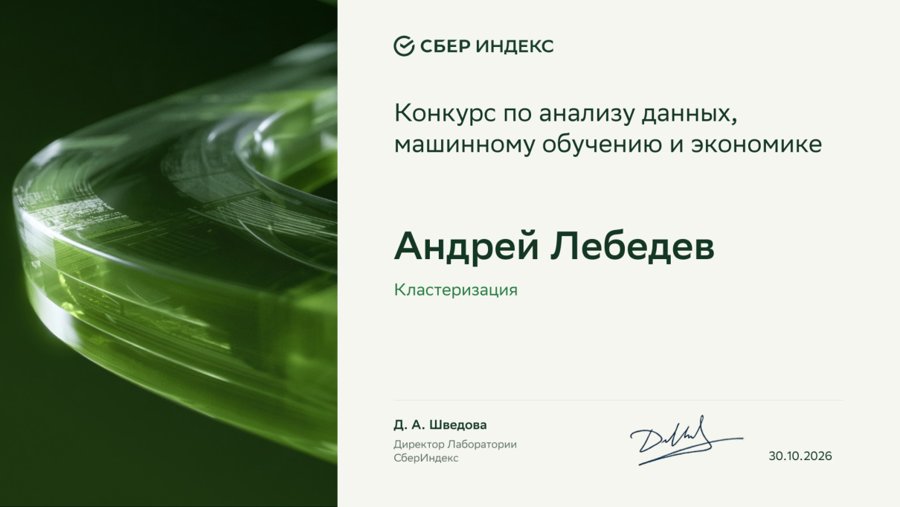 СБЕР ИНДЕКС
Конкурс по анализу данных,
машинному обучению и экономике
Андрей Лебедев
Кластеризация
Д. А. Шведова
Директор Лаборатории
СберИндекс
30.10.2026